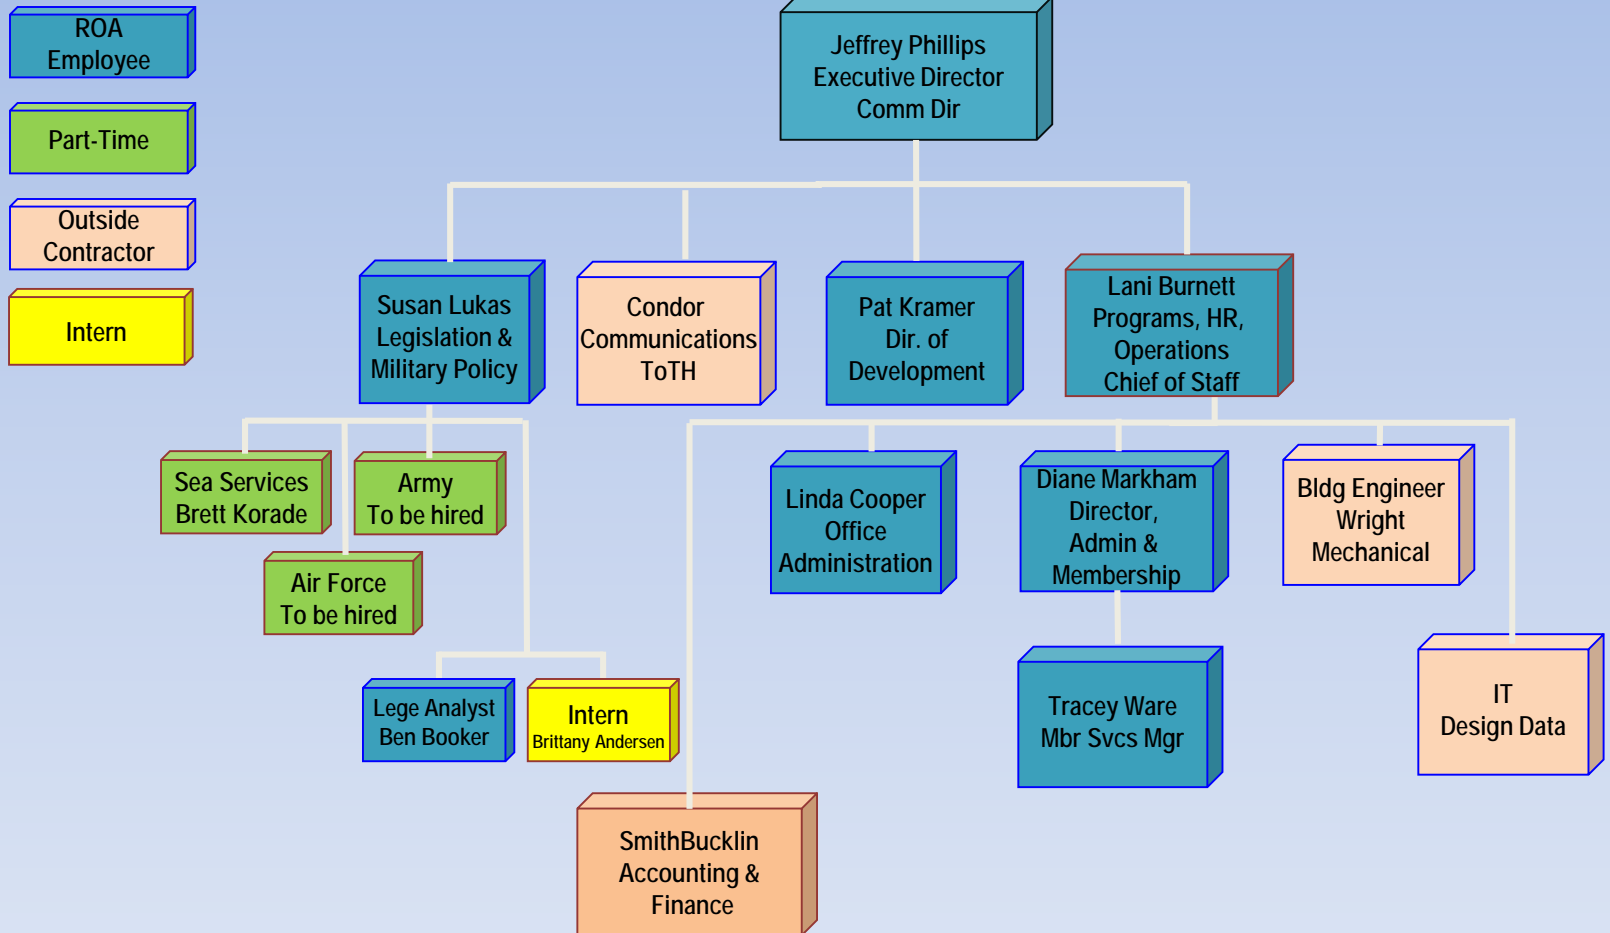 ROA
Employee
Part-Time
Outside
Contractor
Intern
Jeffrey Phillips
Executive Director
Comm Dir
Susan Lukas
Legislation &
Military Policy
Condor
Communications
ToTH
Pat Kramer
Dir. of
Development
Lani Burnett
Programs, HR,
Operations
Chief of Staff
Sea Services
Brett Korade
Army
To be hired
Air Force
To be hired
Lege Analyst
Ben Booker
Intern
Brittany Andersen
Linda Cooper
Office
Administration
Diane Markham
Director,
Admin &
Membership
Bldg Engineer
Wright
Mechanical
Tracey Ware
Mbr Svcs Mgr
IT
Design Data
SmithBucklin
Accounting &
Finance